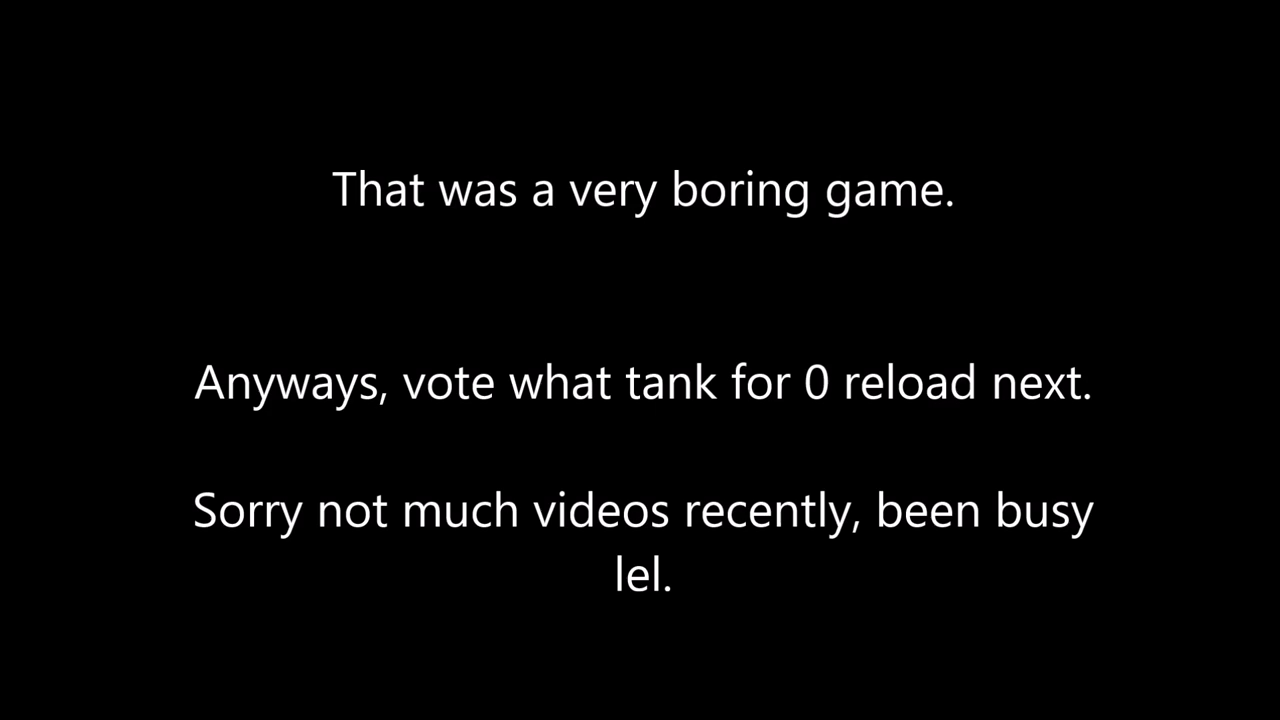 That was a very boring game.
Anyways, vote what tank for 0 reload next.
Sorry not much videos recently, been busy
lel.